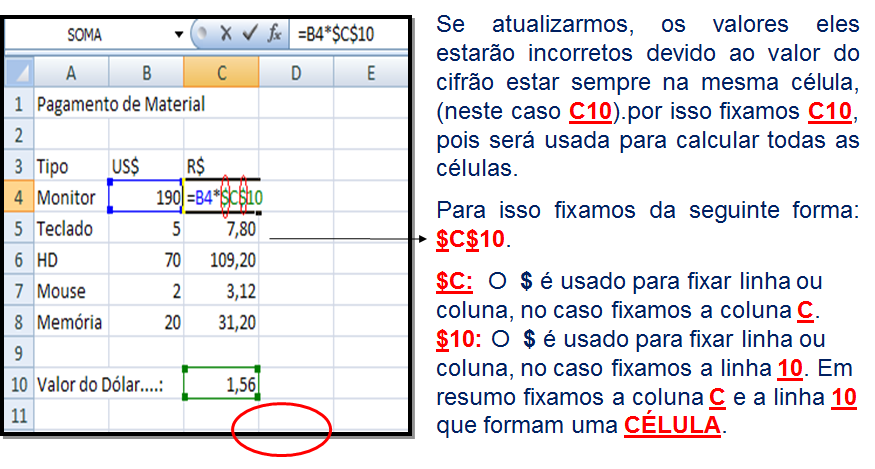 SOMA =B4*$C$10
A B C D E
1 Pagamento de Material
2
3 Tipo US$ R$
4 Monitor 190 =B4*$C$10
5 Teclado 5 7,80
6 HD 70 109,20
7 Mouse 2 3,12
8 Memória 20 31,20
9
10 Valor do Dólar....: 1,56
11
Se atualizarmos, os valores eles
estarão incorretos devido ao valor do
cifrão estar sempre na mesma célula,
(neste caso C10).por isso fixamos C10,
pois será usada para calcular todas as
células.
Para isso fixamos da seguinte forma:
$C$10.
$C: O $ é usado para fixar linha ou
coluna, no caso fixamos a coluna C.
$10: O $ é usado para fixar linha ou
coluna, no caso fixamos a linha 10. Em
resumo fixamos a coluna C e a linha 10
que formam uma CÉLULA.